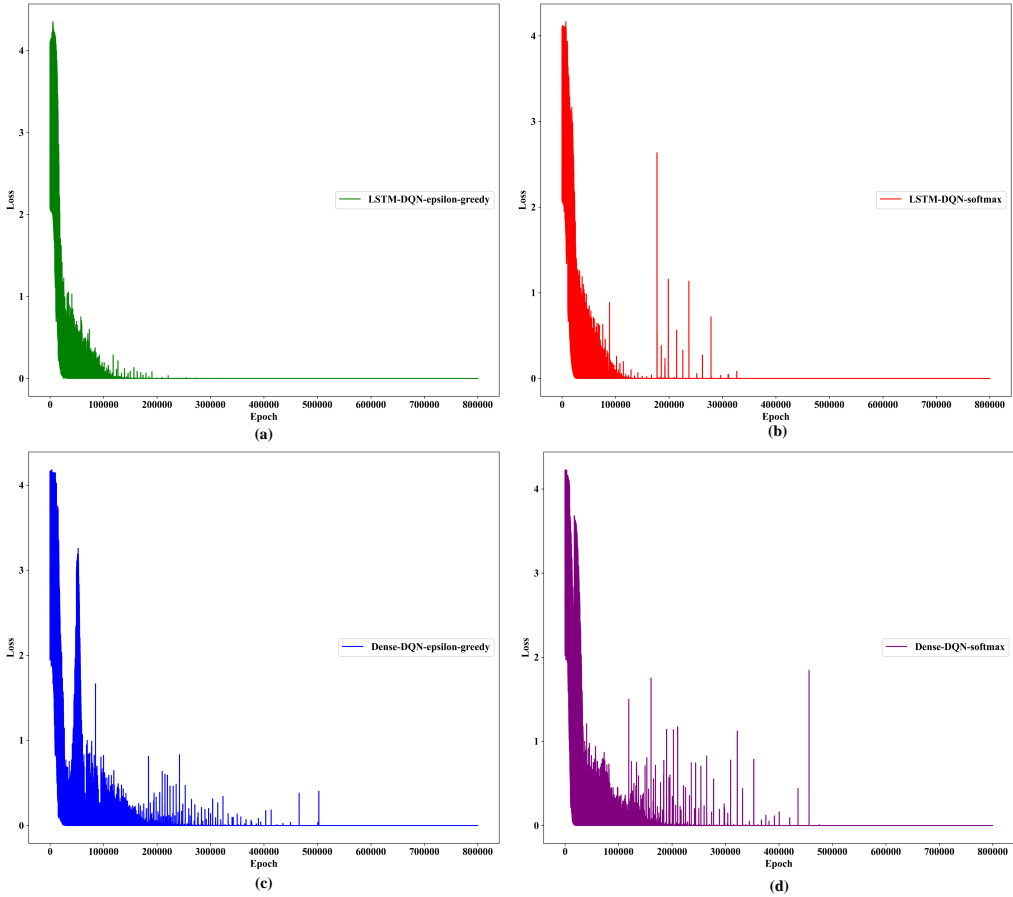 4
3
2
1
0
Loss
LSTM-DQN-epsilon-greedy
0 100000 200000 300000 400000 500000 600000 700000 800000
Epoch
(a)
4
3
2
1
0
Loss
LSTM-DQN-softmax
0 100000 200000 300000 400000 500000 600000 700000 800000
Epoch
(b)
4
3
2
1
0
Loss
Dense-DQN-epsilon-greedy
0 100000 200000 300000 400000 500000 600000 700000 800000
Epoch
(c)
4
3
2
1
0
Loss
Dense-DQN-softmax
0 100000 200000 300000 400000 500000 600000 700000 800000
Epoch
(d)